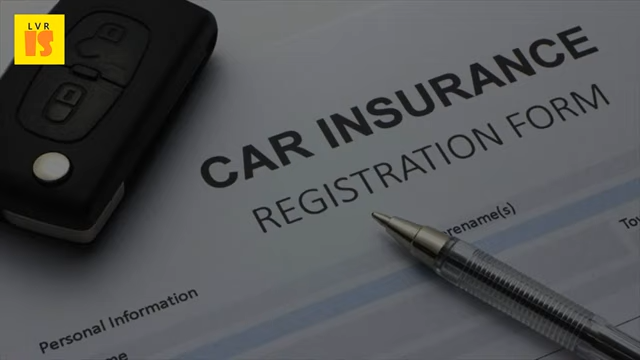 LVR
IS
CAR INSURANCE
REGISTRATION FORM
rename(s)
Personal Information